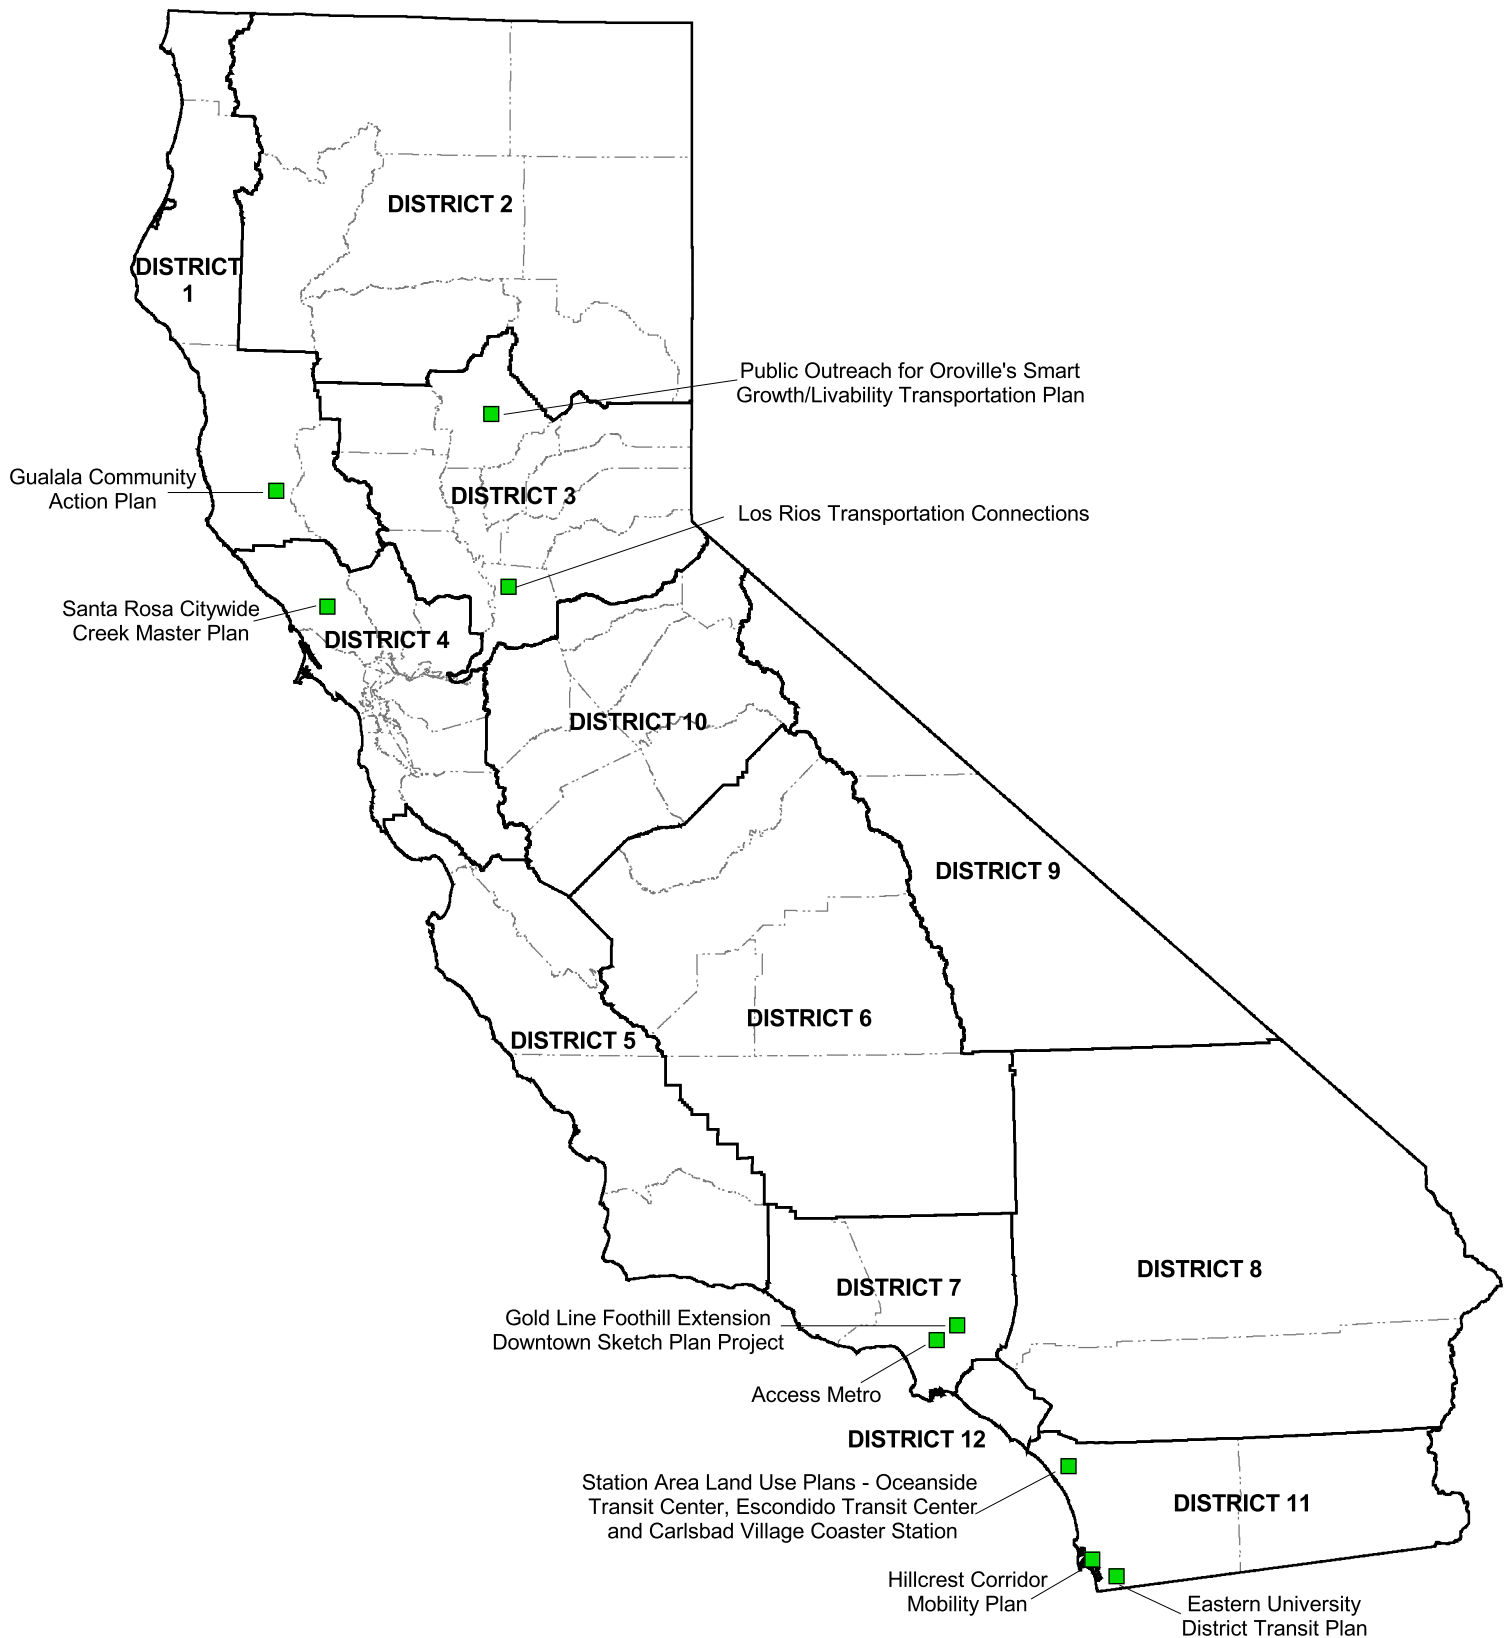 DISTRICT 2
DISTRICT
1
Public Outreach for Oroville's Smart
Growth/Livability Transportation Plan
Gualala Community
Action Plan
DISTRICT 3
Los Rios Transportation Connections
Santa Rosa Citywide
Creek Master Plan
DISTRICT 4
DISTRICT 10
DISTRICT 9
DISTRICT 6
DISTRICT 5
DISTRICT 8
DISTRICT 7
Gold Line Foothill Extension
Downtown Sketch Plan Project
Access Metro
DISTRICT 12
Station Area Land Use Plans - Oceanside
Transit Center, Escondido Transit Center
and Carlsbad Village Coaster Station
DISTRICT 11
Hillcrest Corridor
Mobility Plan
Eastern University
District Transit Plan